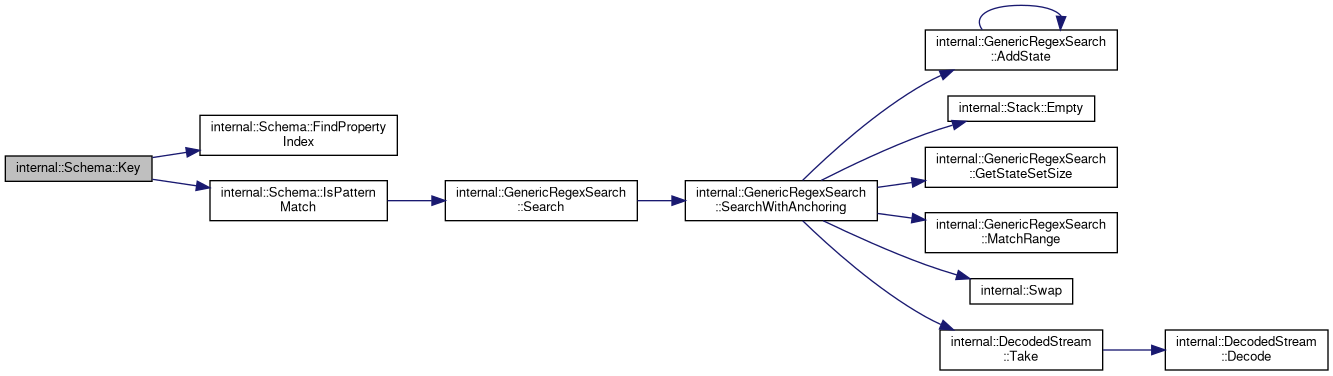 internal::Schema::Key
internal::Schema::FindProperty
Index
internal::Schema::IsPattern
Match
internal::GenericRegexSearch
::Search
internal::GenericRegexSearch
::SearchWithAnchoring
internal::GenericRegexSearch
::AddState
internal::Stack::Empty
internal::GenericRegexSearch
::GetStateSetSize
internal::GenericRegexSearch
::MatchRange
internal::Swap
internal::DecodedStream
::Take
internal::DecodedStream
::Decode